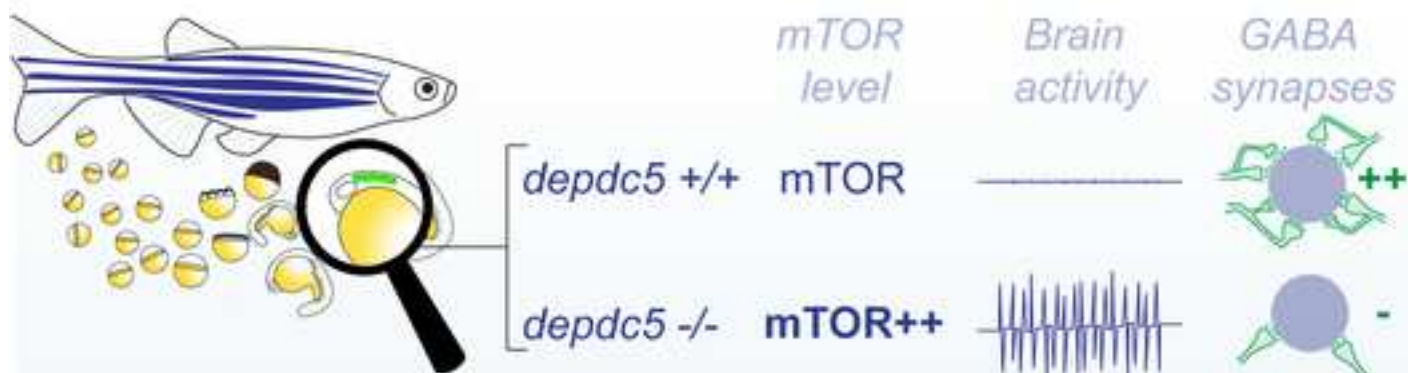 mTOR level
Brain activity
GABA synapses
depdc5 +/+ mTOR ++
depdc5 -/- mTOR++ -